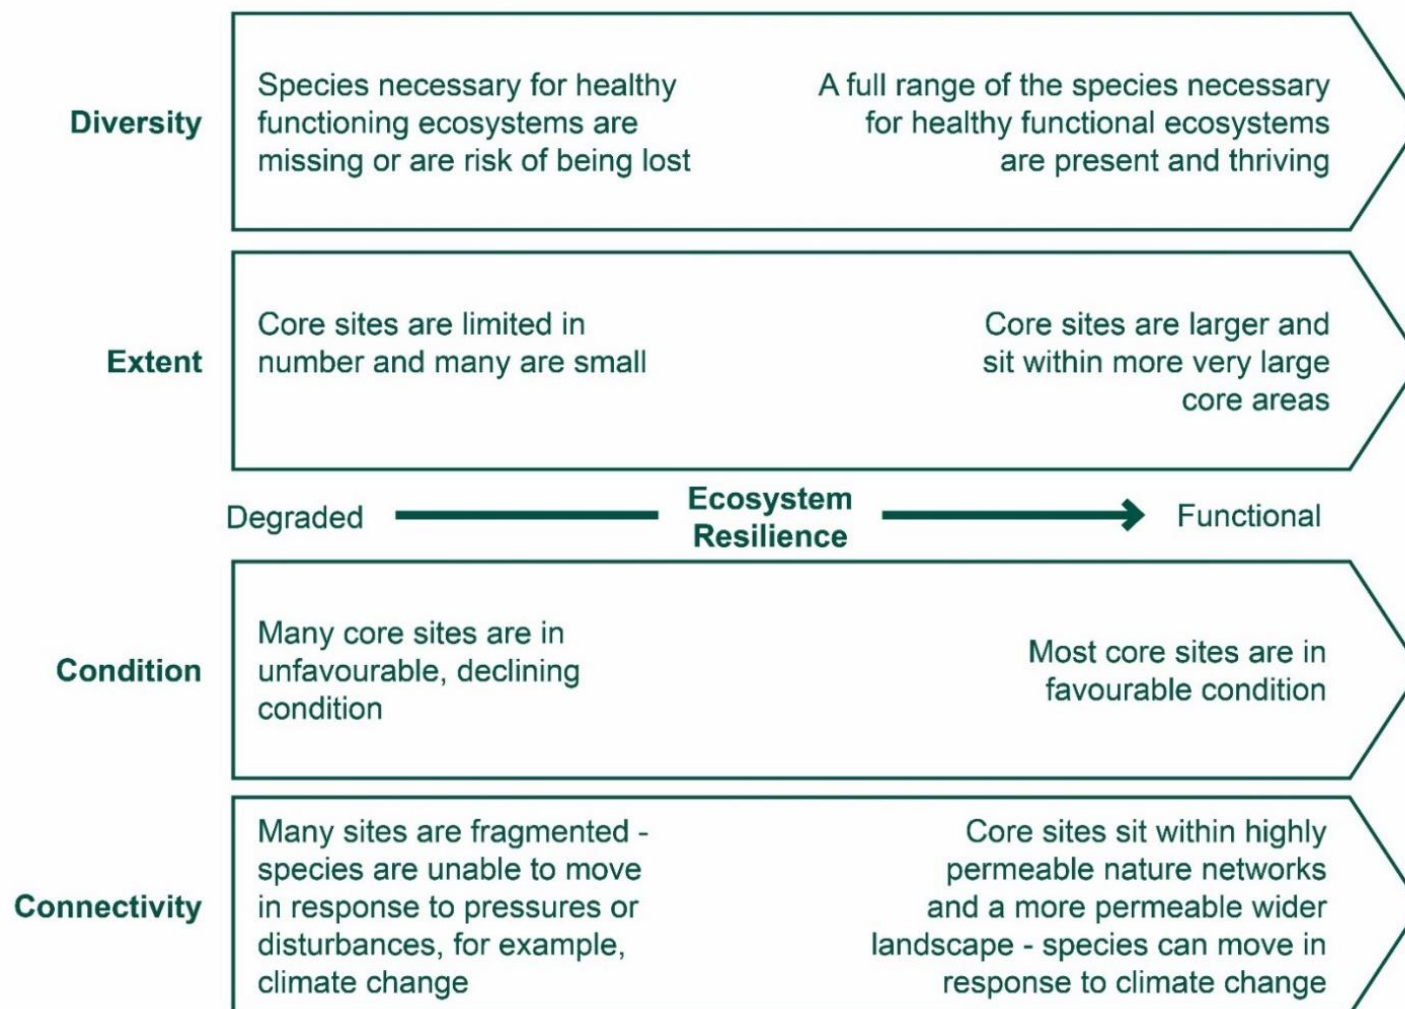 Diversity
Species necessary for healthy
functioning ecosystems are
missing or are risk of being lost
A full range of the species necessary
for healthy functional ecosystems
are present and thriving
Extent
Core sites are limited in
number and many are small
Core sites are larger and
sit within more very large
core areas
Degraded
Ecosystem
Resilience
Functional
Condition
Many core sites are in
unfavourable, declining
condition
Most core sites are in
favourable condition
Connectivity
Many sites are fragmented -
species are unable to move
in response to pressures or
disturbances, for example,
climate change
Core sites sit within highly
permeable nature networks
and a more permeable wider
landscape - species can move in
response to climate change